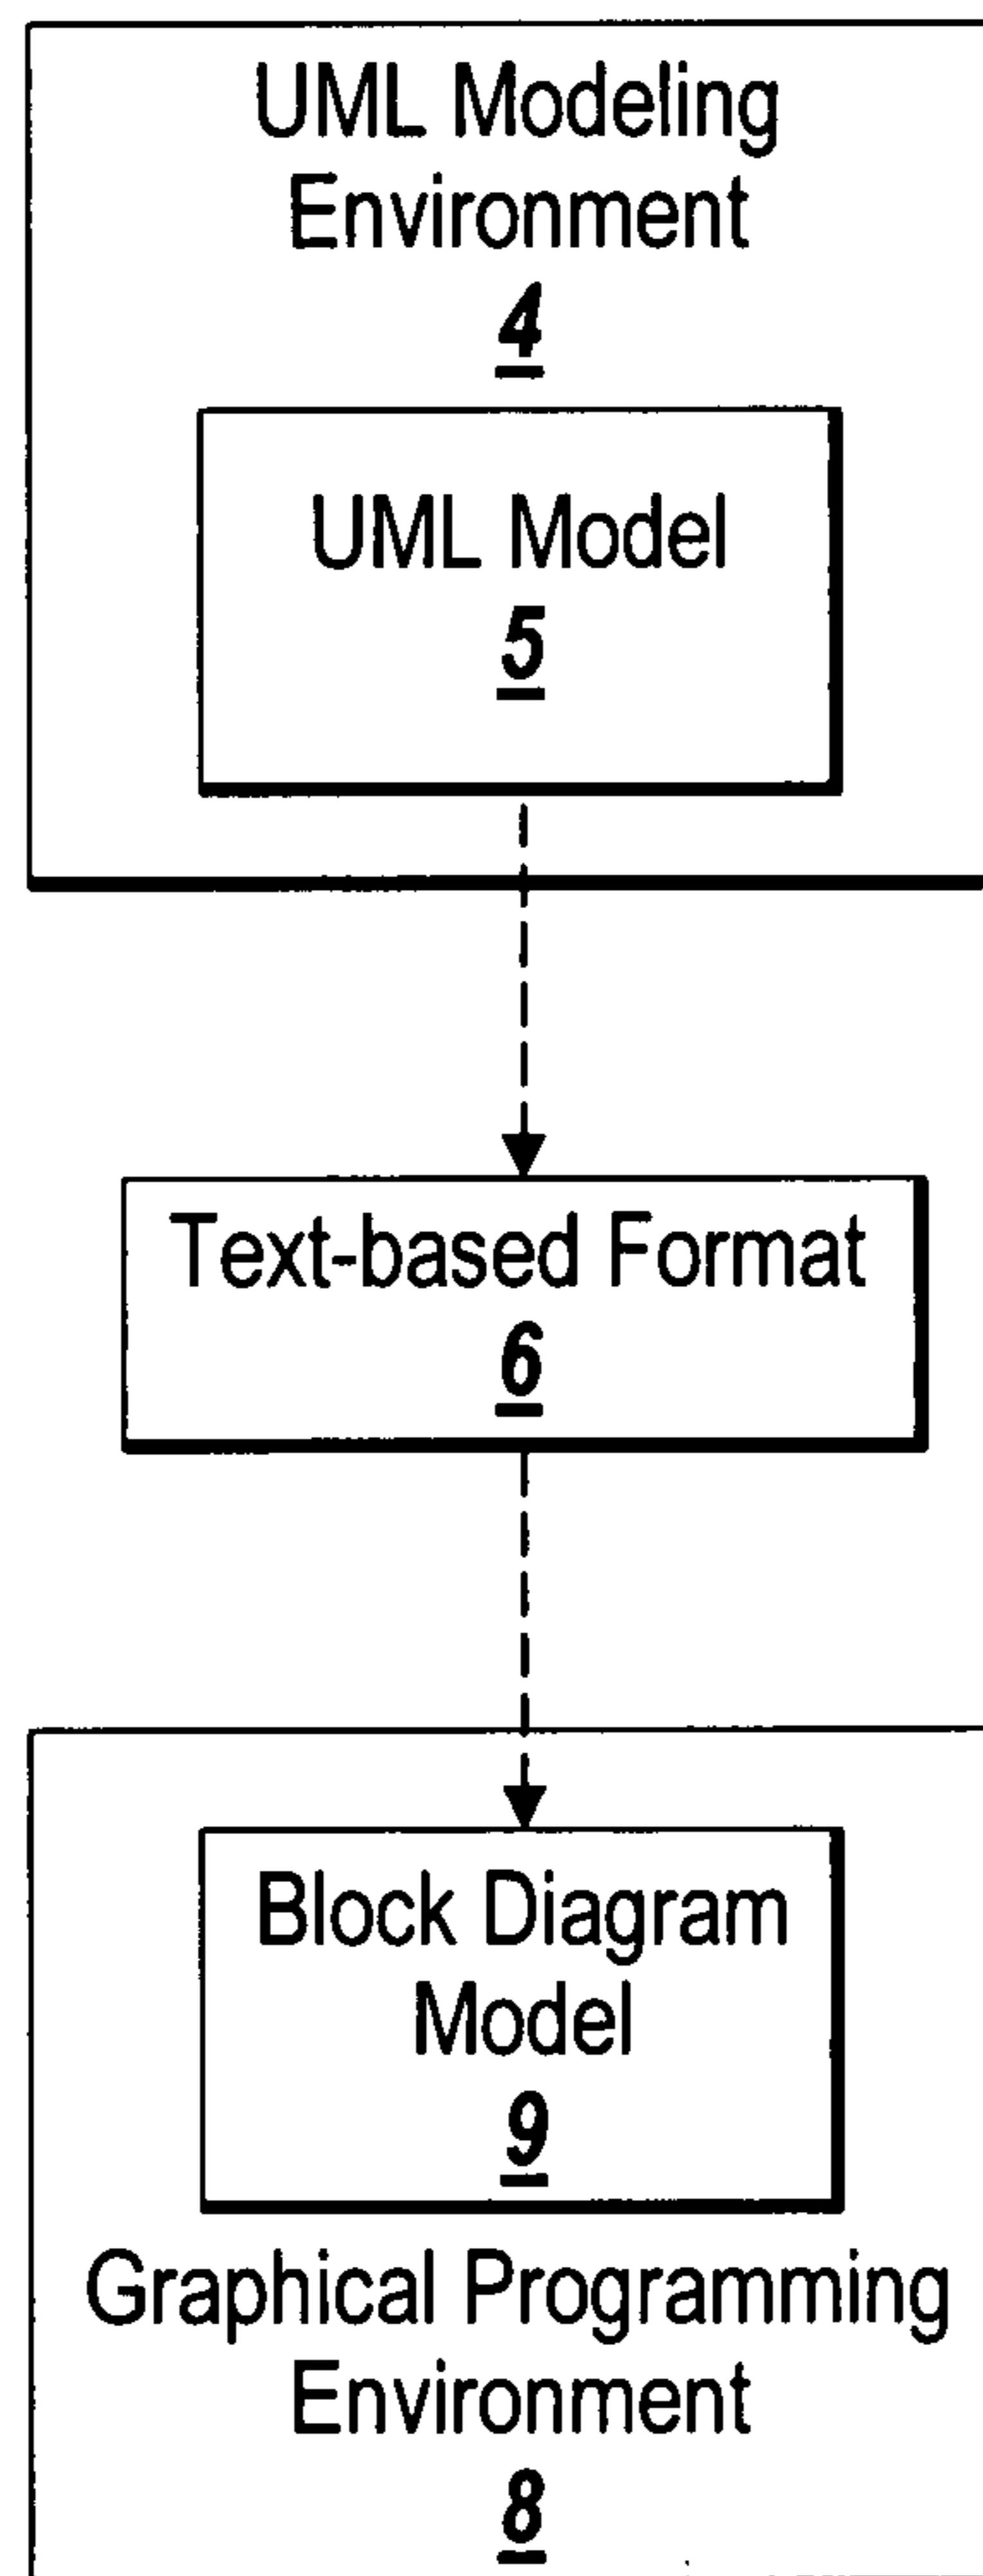 UML Modeling
Environment
4
UML Model
5
Text-based Format
6
Block Diagram
Model
9
Graphical Programming
Environment
8